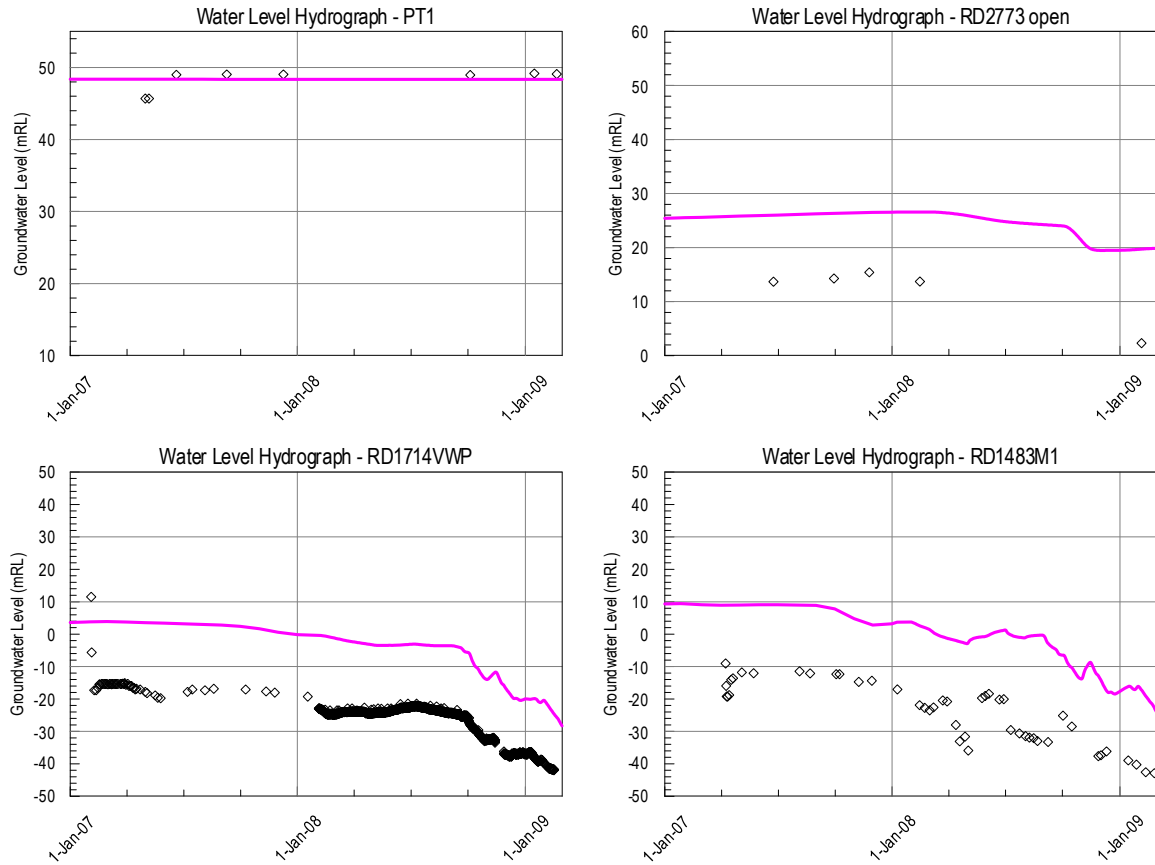 Water Level Hydrograph - PT1
Groundwater Level (mRL)
50
40
30
20
10
1-Jan-07
1-Jan-08
1-Jan-09
Water Level Hydrograph - RD2773 open
Groundwater Level (mRL)
60
50
40
30
20
10
0
1-Jan-07
1-Jan-08
1-Jan-09
Water Level Hydrograph - RD1714VWP
Groundwater Level (mRL)
50
40
30
20
10
0
-10
-20
-30
-40
-50
1-Jan-07
1-Jan-08
1-Jan-09
Water Level Hydrograph - RD1483M1
Groundwater Level (mRL)
50
40
30
20
10
0
-10
-20
-30
-40
-50
1-Jan-07
1-Jan-08
1-Jan-09